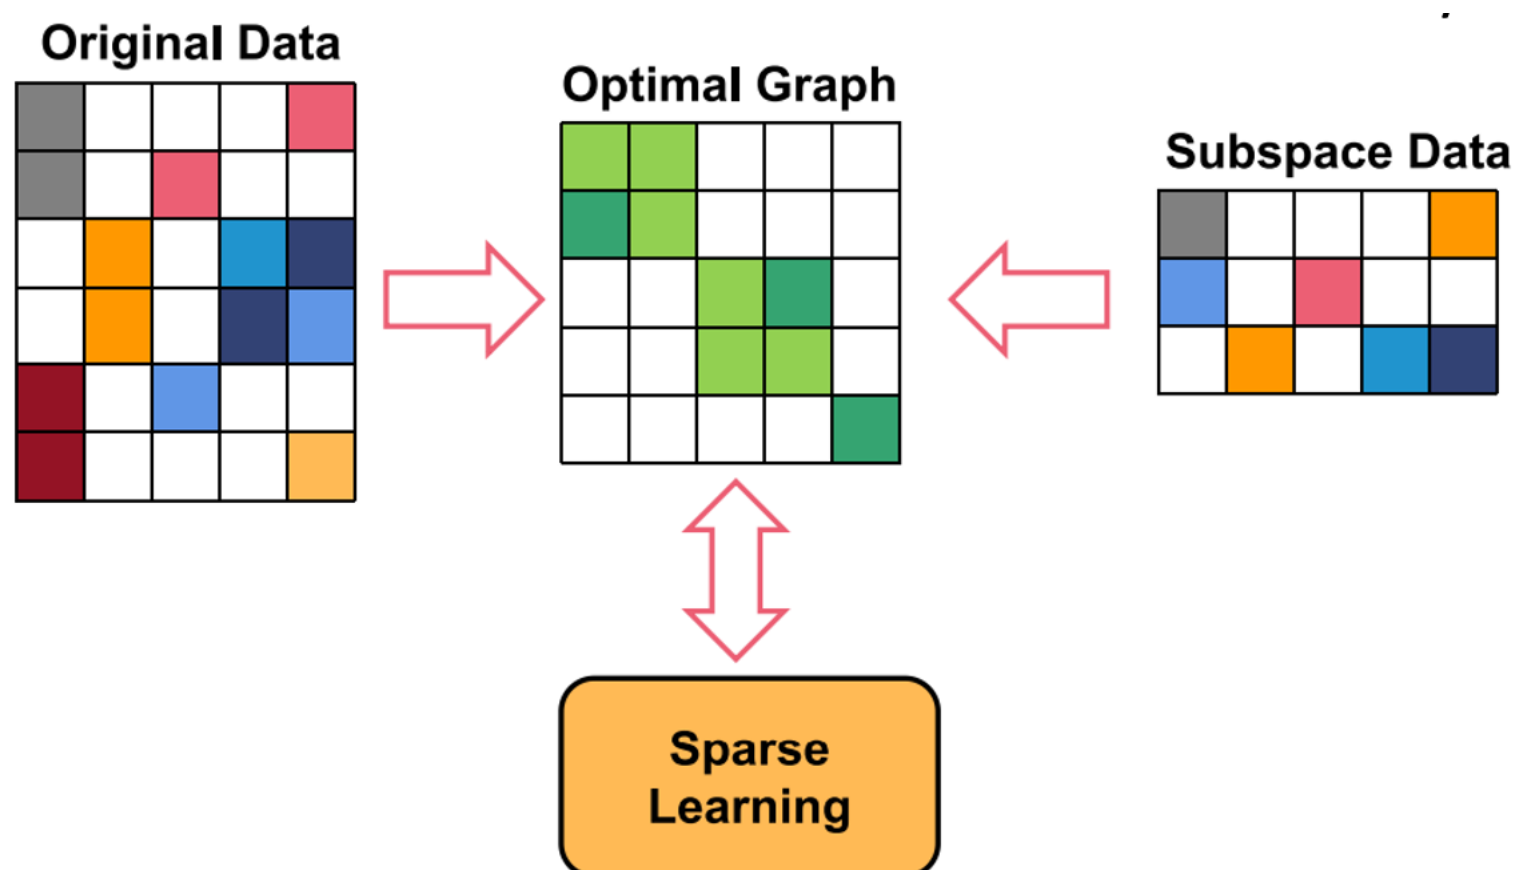 Original Data
Optimal Graph
Subspace Data
Sparse
Learning